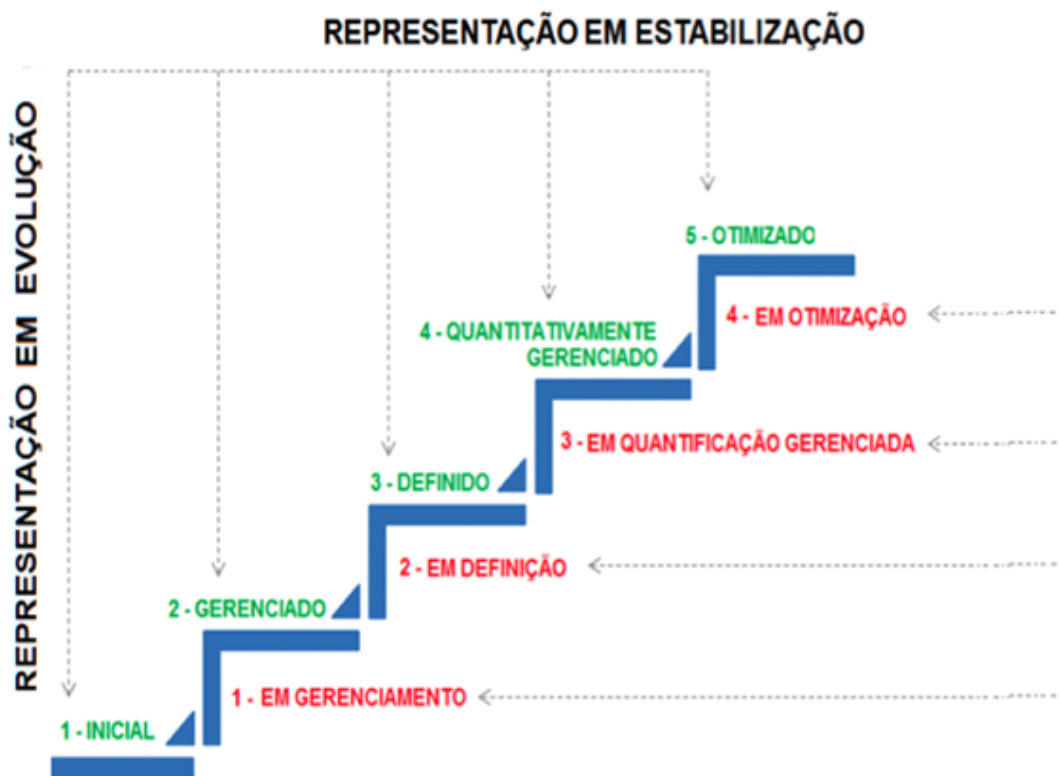 REPRESENTAÇÃO EM ESTABILIZAÇÃO
REPRESENTAÇÃO EM EVOLUÇÃO
5 - OTIMIZADO
4 - EM OTIMIZAÇÃO
4 - QUANTITATIVAMENTE
GERENCIADO
3 - EM QUANTIFICAÇÃO GERENCIADA
3 - DEFINIDO
2 - EM DEFINIÇÃO
2 - GERENCIADO
1 - EM GERENCIAMENTO
1 - INICIAL